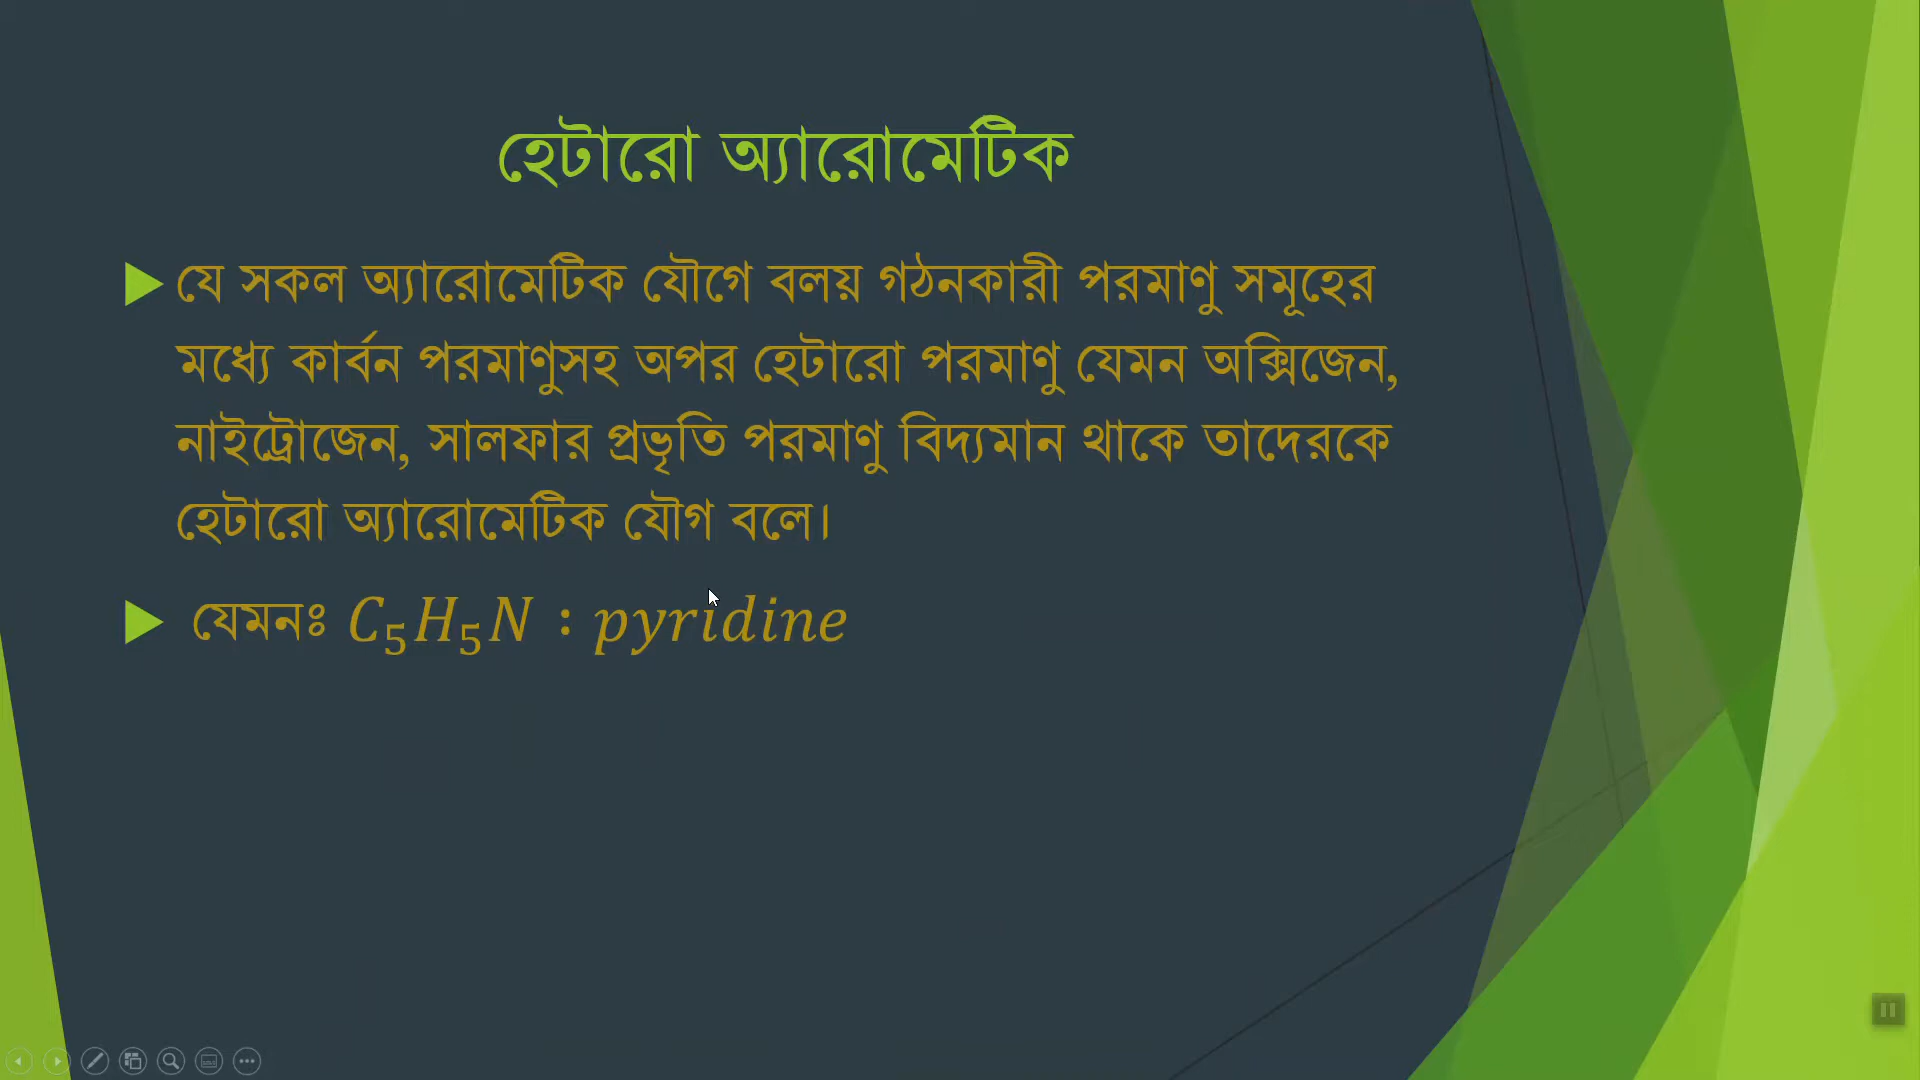 হেটারো অ্যারোমেটিক
যে সকল অ্যারোমেটিক যৌগে বলয় গঠনকারী পরমাণু সমূহের
মধ্যে কার্বন পরমাণুসহ অপর হেটারো পরমাণু যেমন অক্সিজেন,
নাইট্রোজেন, সালফার প্রভৃতি পরমাণু বিদ্যমান থাকে তাদেরকে
হেটারো অ্যারোমেটিক যৌগ বলে।
যেমনঃ C₅H₅N : pyridine